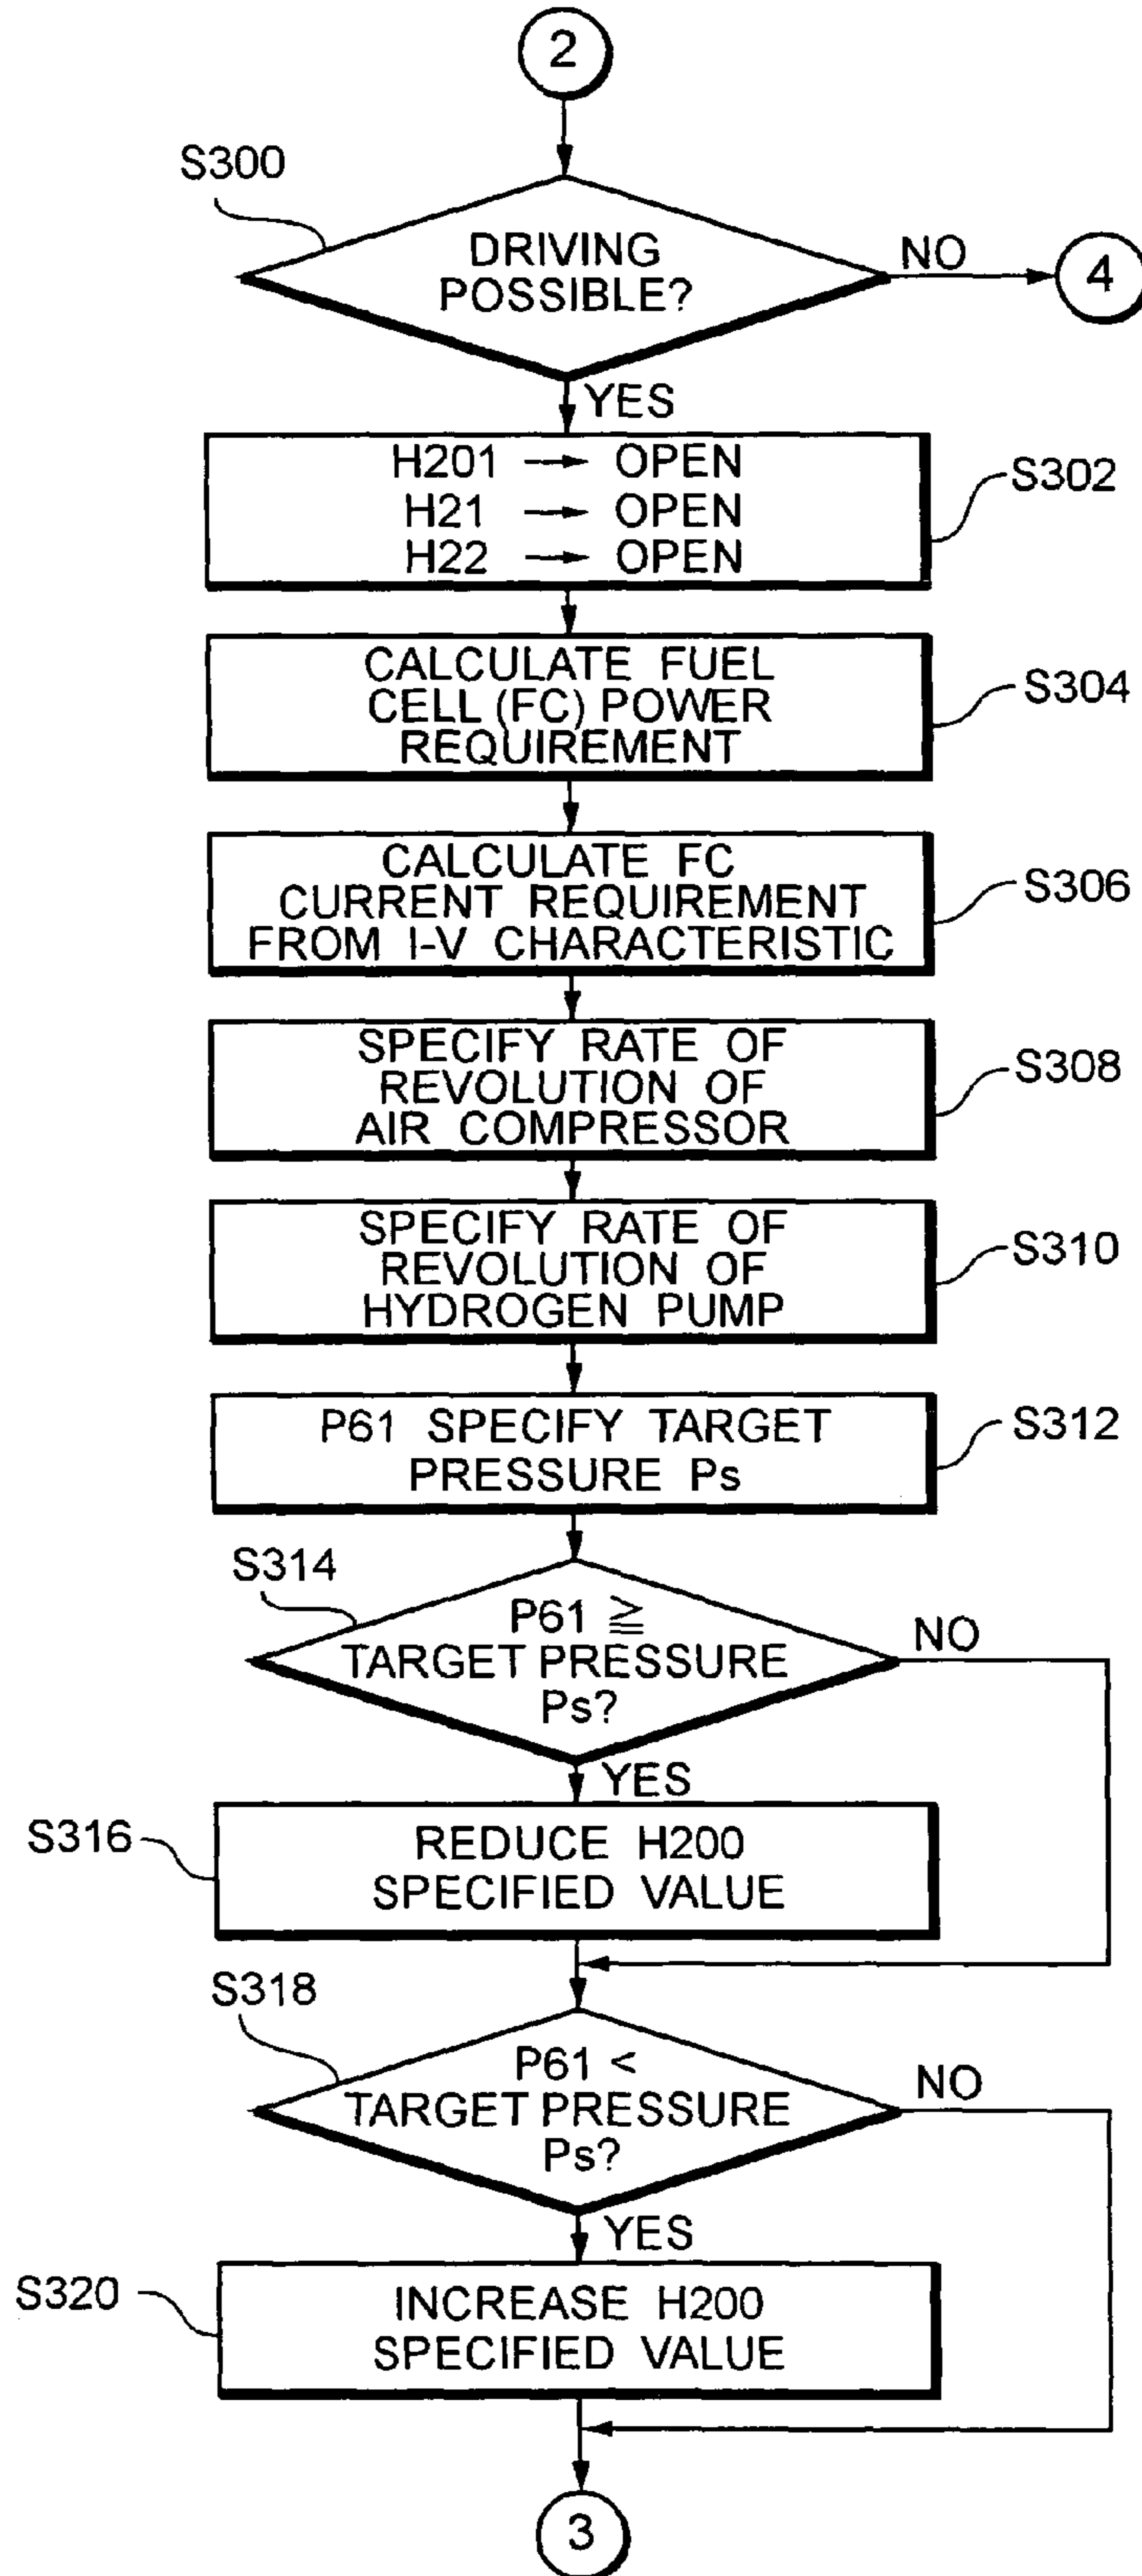 2
S300
DRIVING
POSSIBLE?
NO
4
YES
H201 → OPEN
H21 → OPEN
H22 → OPEN
S302
CALCULATE FUEL
CELL (FC) POWER
REQUIREMENT
S304
CALCULATE FC
CURRENT REQUIREMENT
FROM I-V CHARACTERISTIC
S306
SPECIFY RATE OF
REVOLUTION OF
AIR COMPRESSOR
S308
SPECIFY RATE OF
REVOLUTION OF
HYDROGEN PUMP
S310
P61 SPECIFY TARGET
PRESSURE Ps
S312
S314
P61 ≧
TARGET PRESSURE
Ps?
NO
YES
S316
REDUCE H200
SPECIFIED VALUE
S318
P61 <
TARGET PRESSURE
Ps?
NO
YES
S320
INCREASE H200
SPECIFIED VALUE
3